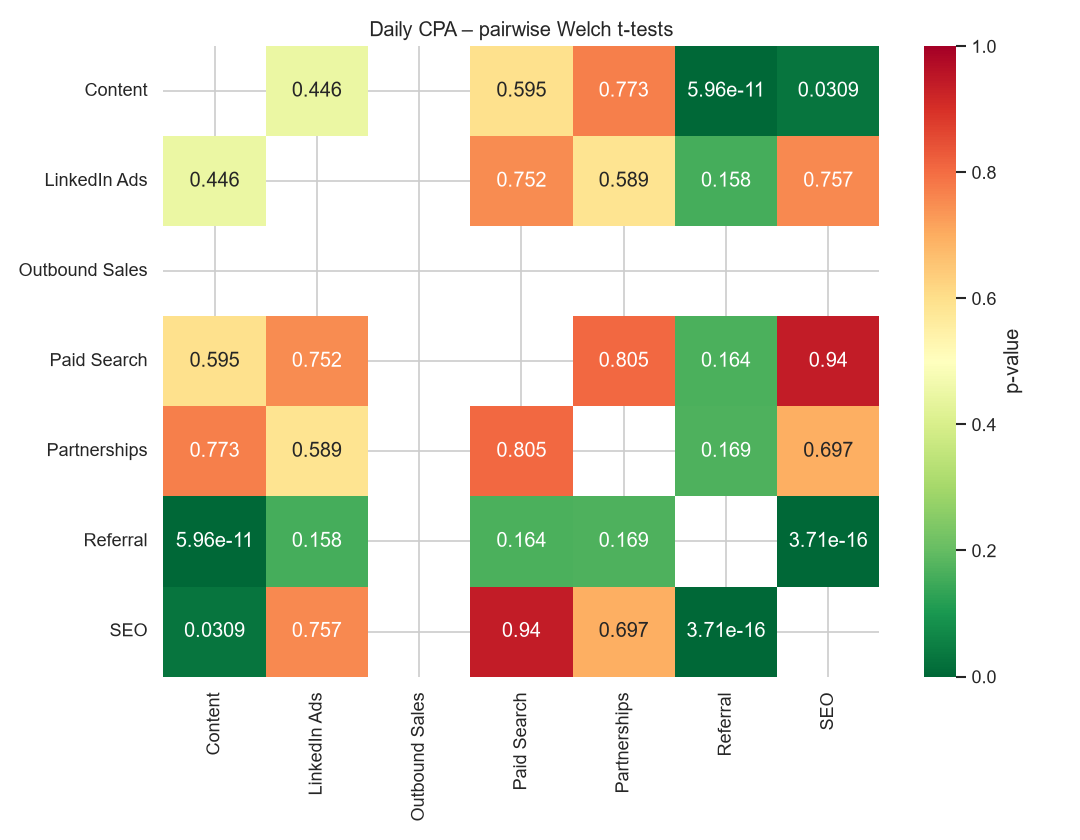 Daily CPA – pairwise Welch t-tests
Content 0.446 0.595 0.773 5.96e-11 0.0309
LinkedIn Ads 0.446 0.752 0.589 0.158 0.757
Outbound Sales
Paid Search 0.595 0.752 0.805 0.164 0.94
Partnerships 0.773 0.589 0.805 0.169 0.697
Referral 5.96e-11 0.158 0.164 0.169 3.71e-16
SEO 0.0309 0.757 0.94 0.697 3.71e-16
Content
LinkedIn Ads
Outbound Sales
Paid Search
Partnerships
Referral
SEO
1.0
0.8
0.6
0.4
0.2
0.0
p-value